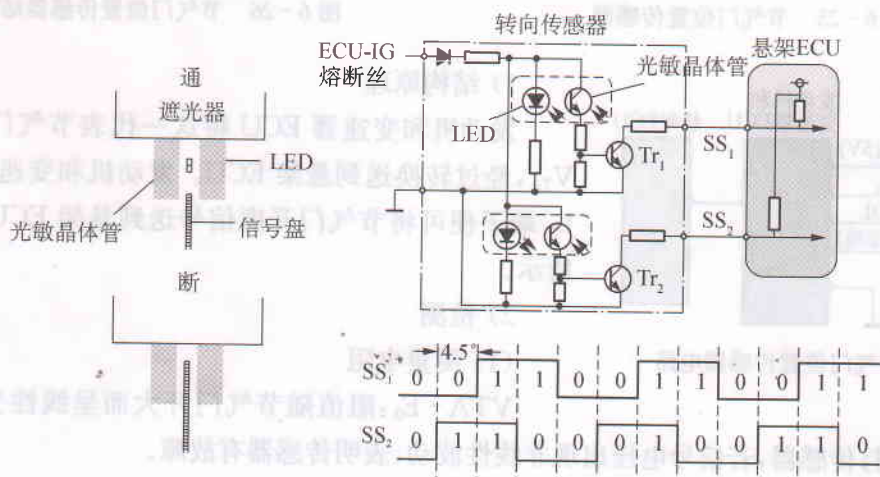 通
遮光器
LED
光敏晶体管
信号盘
断
转向传感器
悬架ECU
ECU-IG
熔断丝
光敏晶体管
LED
Tr₁
SS₁
SS₂
Tr₂
4.5°
SS₁ 0 0 1 1 0 0 1 1 0 0 1 1
SS₂ 0 1 1 0 0 1 1 0 0 1 1 0